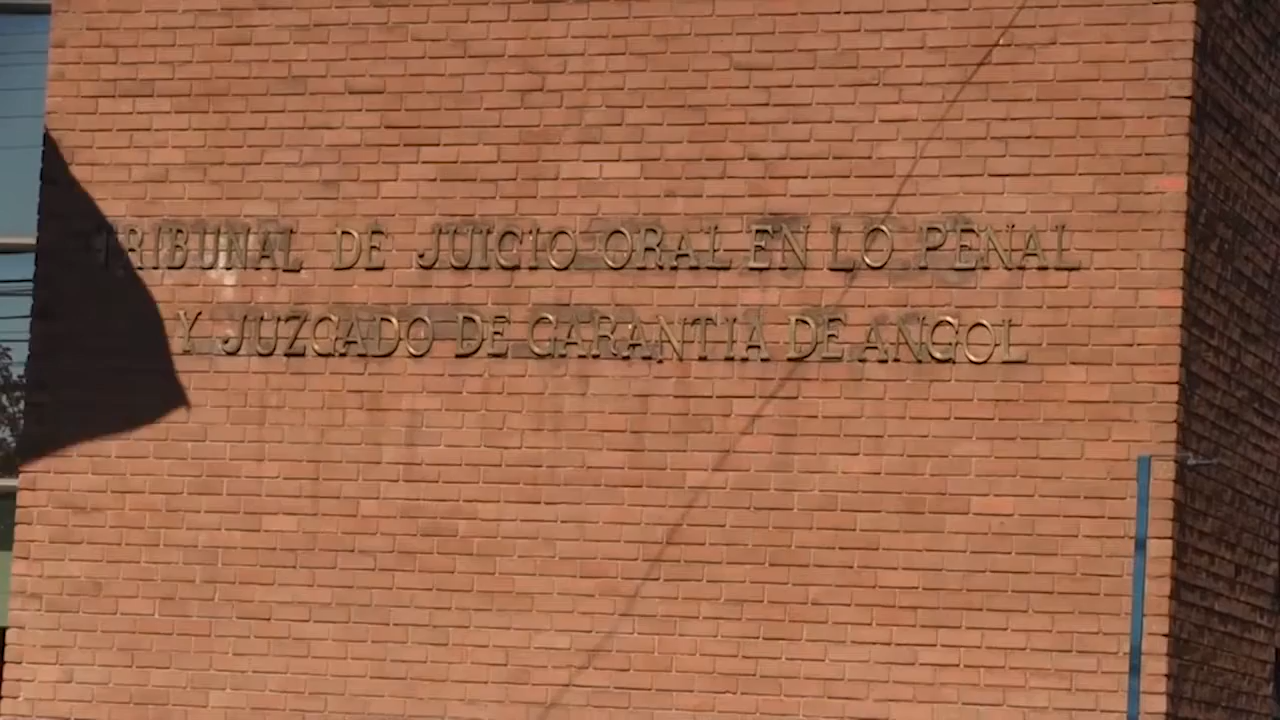 TRIBUNAL DE JUICIO ORAL EN LO PENAL
Y JUZGADO DE GARANTIA DE ANGOL